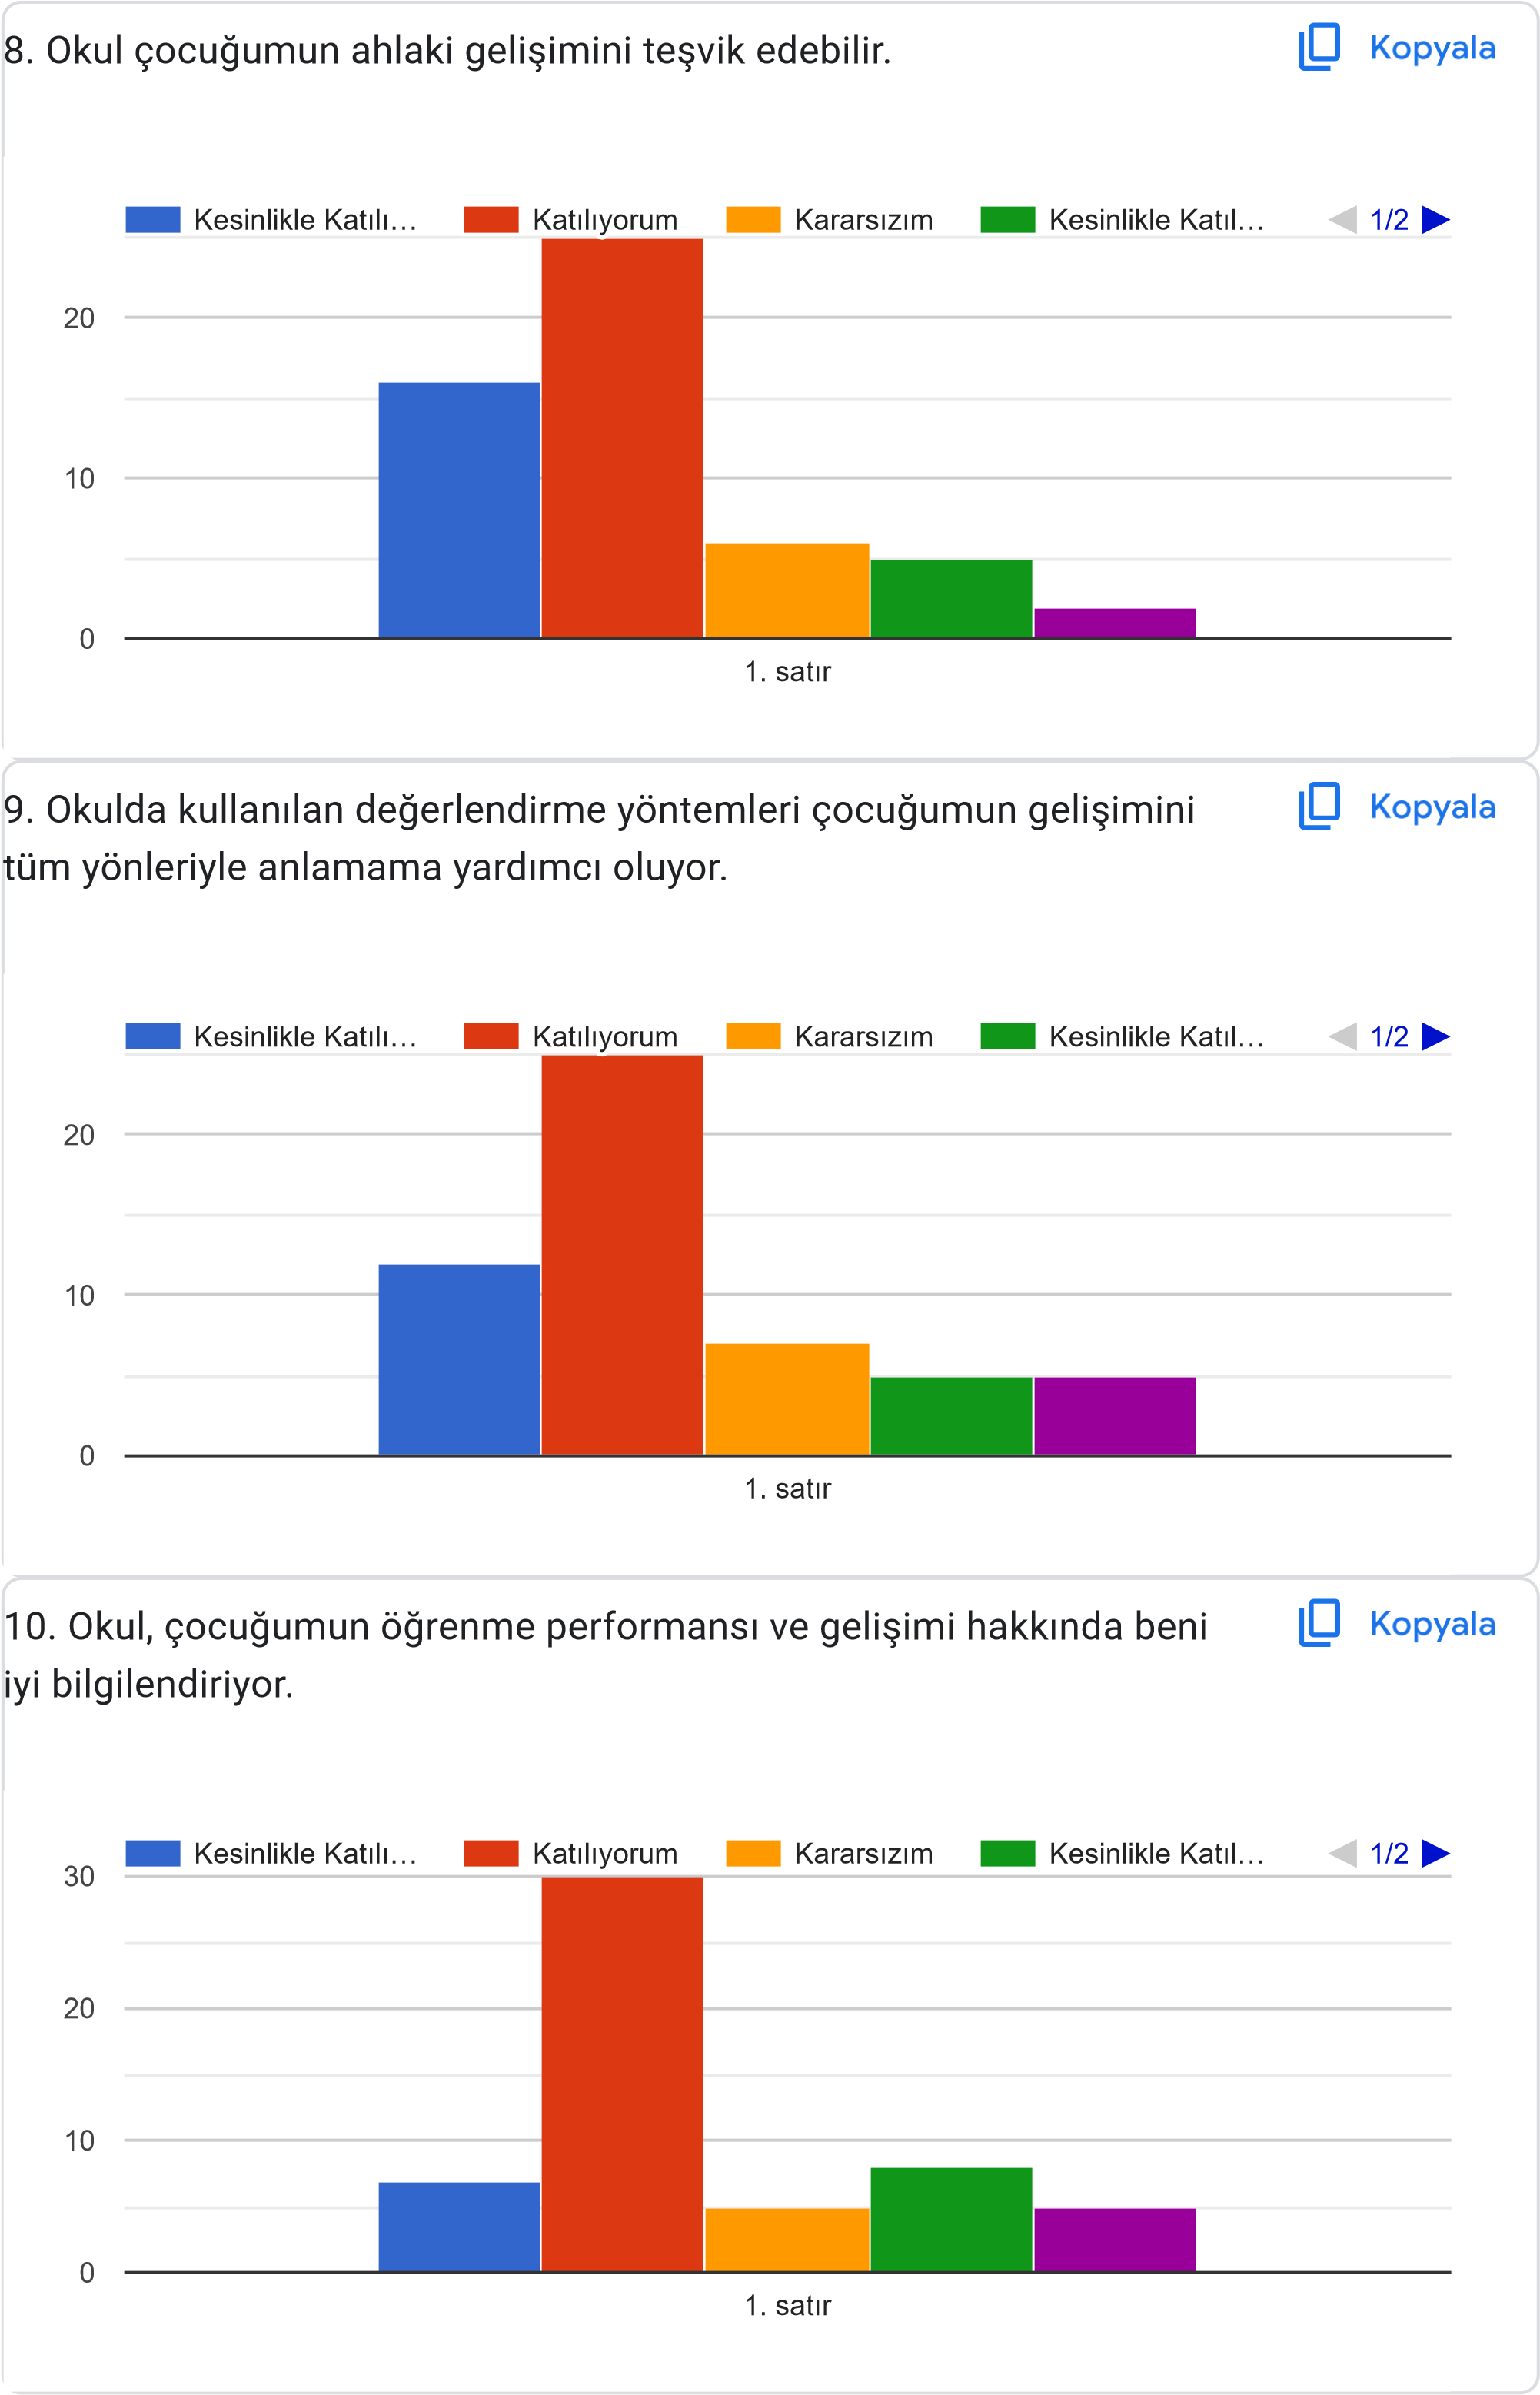 8. Okul çocuğumun ahlaki gelişimini teşvik edebilir.
Kopyala
Kesinlikle Katılı… Katılıyorum Kararsızım Kesinlikle Katıl… 1/2
20
10
0
1. satır
9. Okulda kullanılan değerlendirme yöntemleri çocuğumun gelişimini
tüm yönleriyle anlamama yardımcı oluyor.
Kopyala
Kesinlikle Katılı… Katılıyorum Kararsızım Kesinlikle Katıl… 1/2
20
10
0
1. satır
10. Okul, çocuğumun öğrenme performansı ve gelişimi hakkında beni
iyi bilgilendiriyor.
Kopyala
Kesinlikle Katılı… Katılıyorum Kararsızım Kesinlikle Katıl… 1/2
30
20
10
0
1. satır